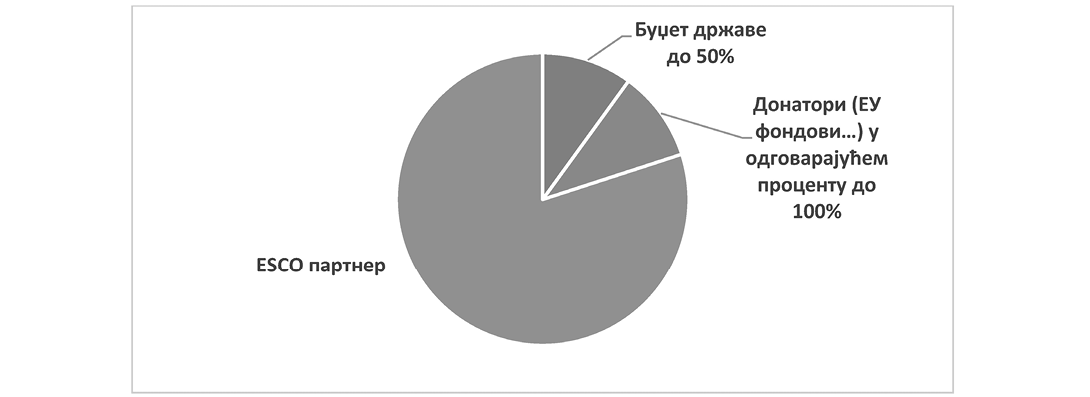 Буџет државе
до 50%
Донатори (ЕУ
фондови...) у
одговарајућем
проценту до
100%
ESCO партнер